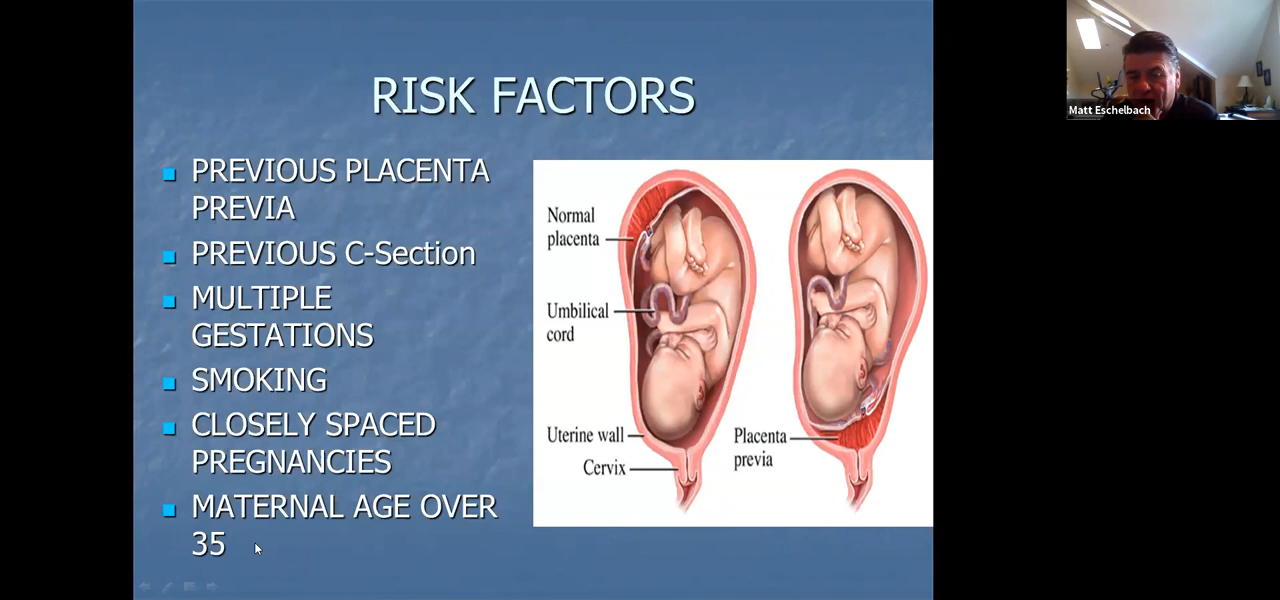 RISK FACTORS
PREVIOUS PLACENTA
PREVIA
PREVIOUS C-Section
MULTIPLE
GESTATIONS
SMOKING
CLOSELY SPACED
PREGNANCIES
MATERNAL AGE OVER
35
Normal
placenta
Umbilical
cord
Uterine wall
Cervix
Placenta
previa
Matt Eschelbach